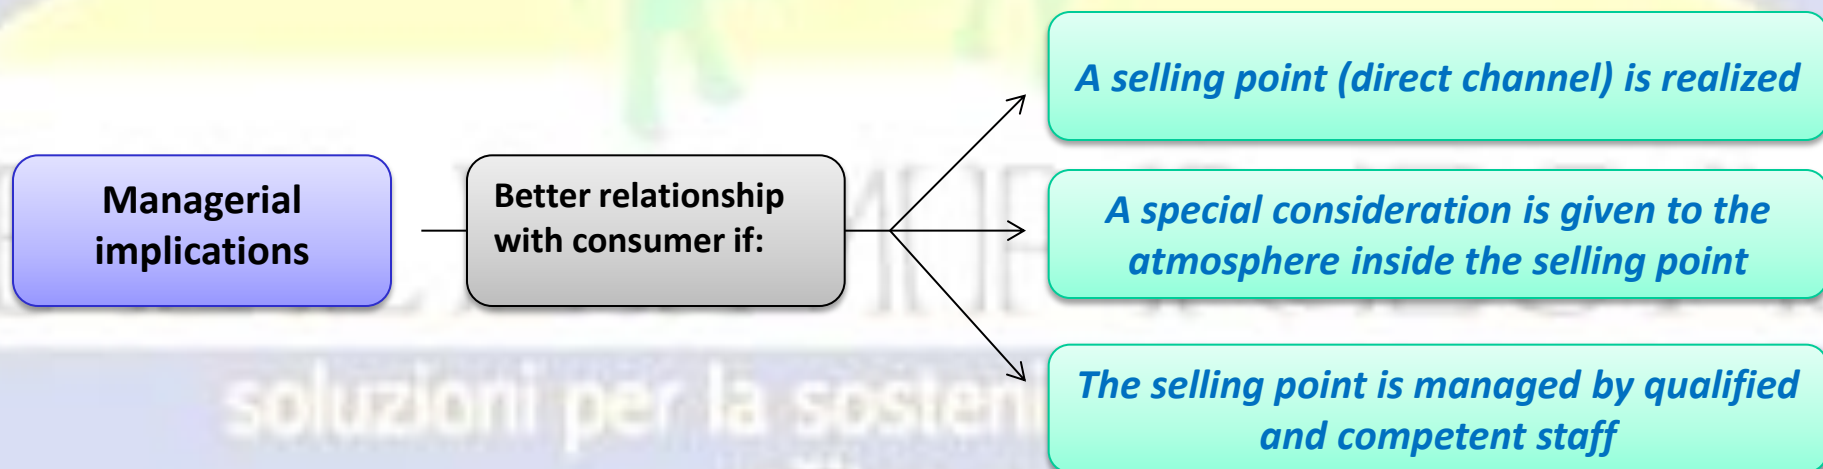 A selling point (direct channel) is realized
Managerial
implications
Better relationship
with consumer if:
A special consideration is given to the
atmosphere inside the selling point
The selling point is managed by qualified
and competent staff
soluzioni per la